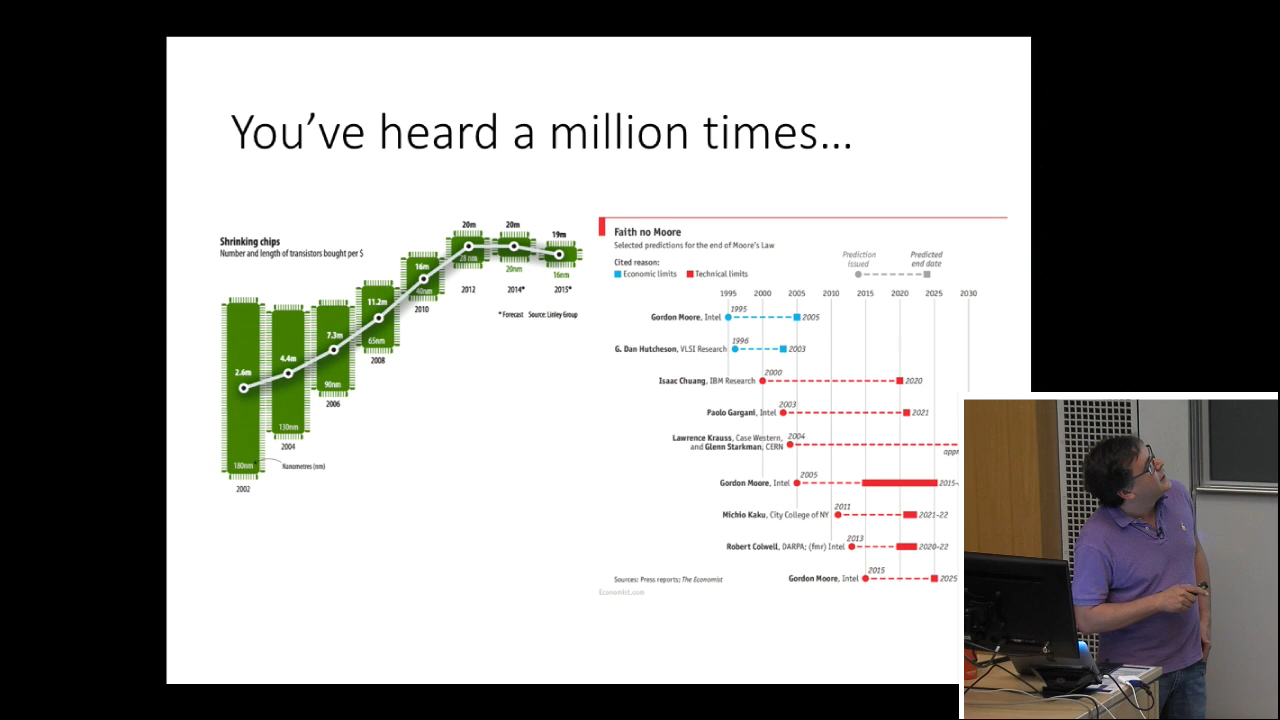 You've heard a million times...
Shrinking chips
Number and length of transistors bought per $
2.6m
4.4m
7.3m
11.2m
16m
20m
20m
19m
180nm
130nm
90nm
65nm
40nm
28 nm
20nm
16nm
2002
2004
2006
2008
2010
2012
2014*
2015*
Nanometres (nm)
* Forecast Source: Linley Group
Faith no Moore
Selected predictions for the end of Moore's Law
Cited reason:
Economic limits Technical limits
Prediction issued
Predicted end date
1995 2000 2005 2010 2015 2020 2025 2030
Gordon Moore, Intel 1995 2005
G. Dan Hutcheson, VLSI Research 1996 2003
Isaac Chuang, IBM Research 2000 2020
Paolo Gargani, Intel 2003 2021
Lawrence Krauss, Case Western, 2004
and Glenn Starkman, CERN
appr
Gordon Moore, Intel 2005 2015-
Michio Kaku, City College of NY 2011 2021-22
Robert Colwell, DARPA; (fmr) Intel 2013 2020-22
Gordon Moore, Intel 2015 2025
Sources: Press reports; The Economist
Economist.com